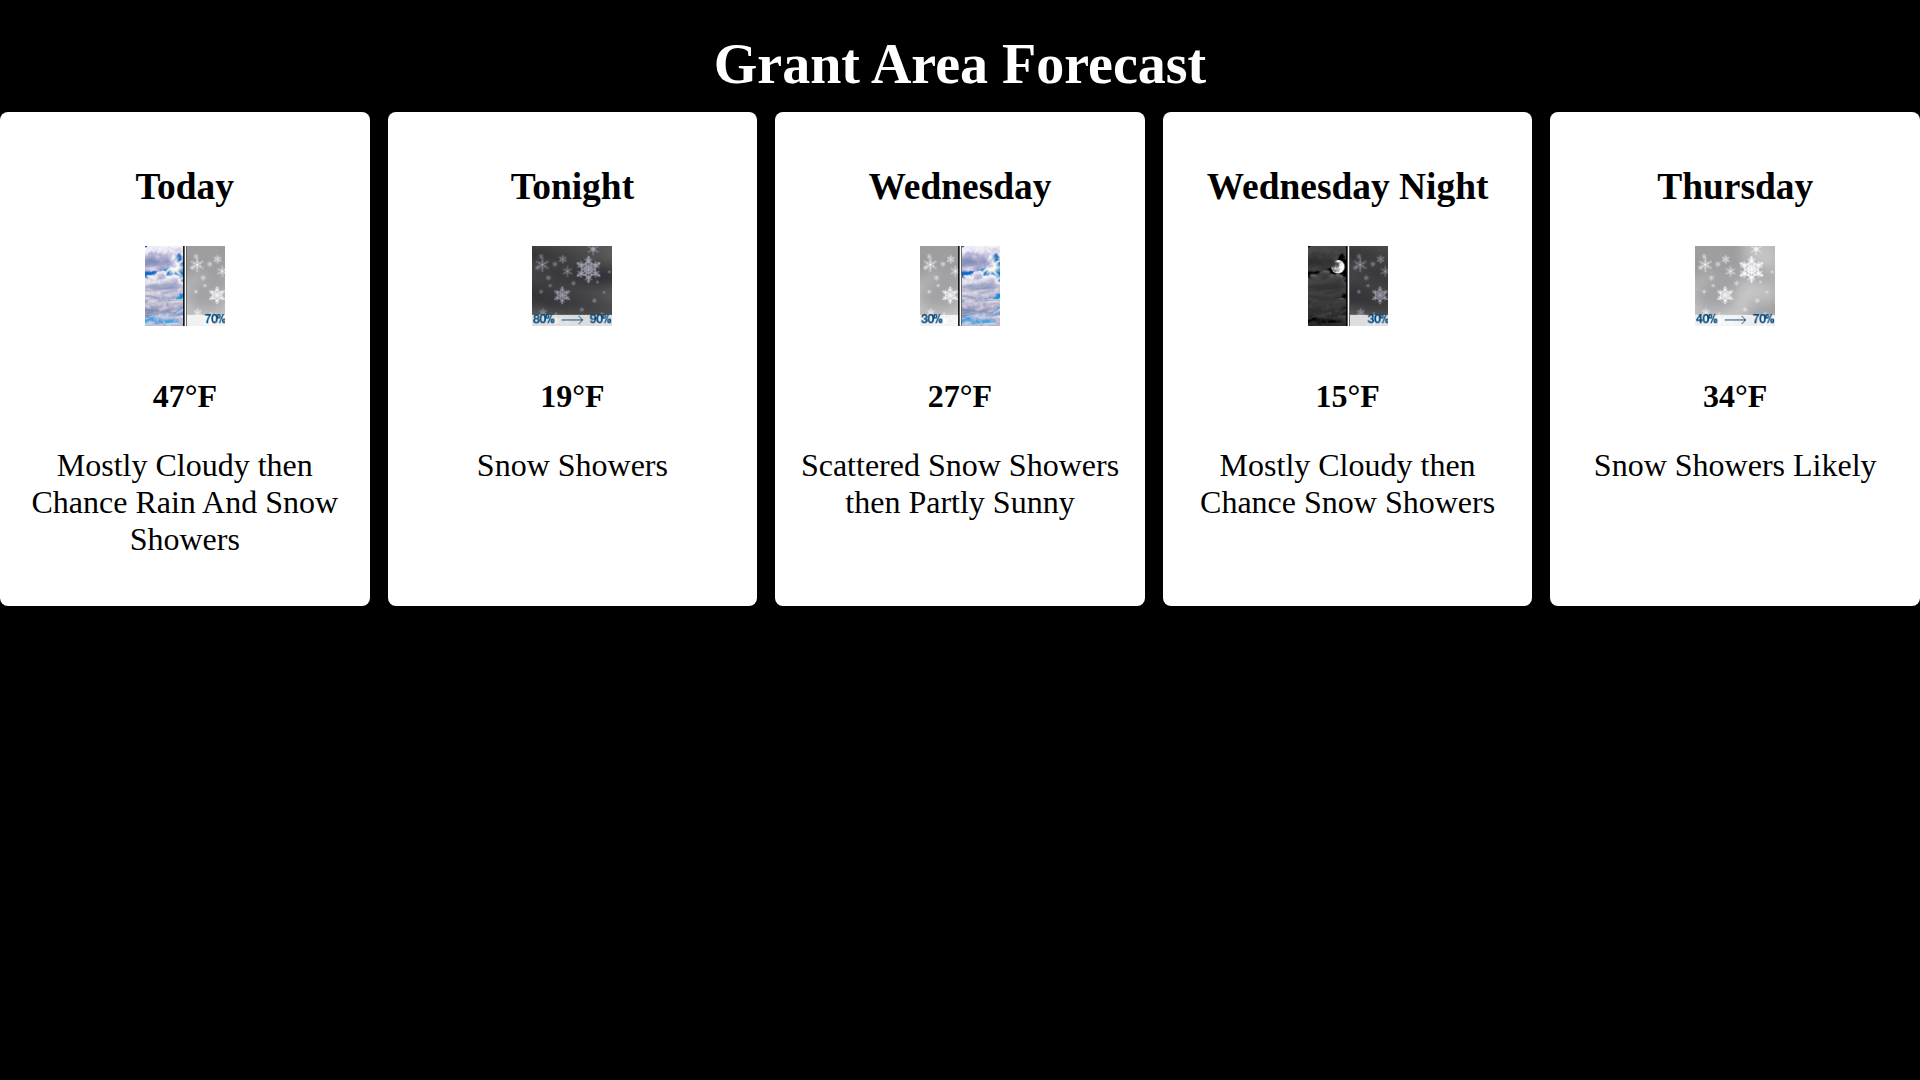 Grant Area Forecast
Today
70%
47°F
Mostly Cloudy then
Chance Rain And Snow
Showers
Tonight
80% → 90%
19°F
Snow Showers
Wednesday
30%
27°F
Scattered Snow Showers
then Partly Sunny
Wednesday Night
30%
15°F
Mostly Cloudy then
Chance Snow Showers
Thursday
40% → 70%
34°F
Snow Showers Likely